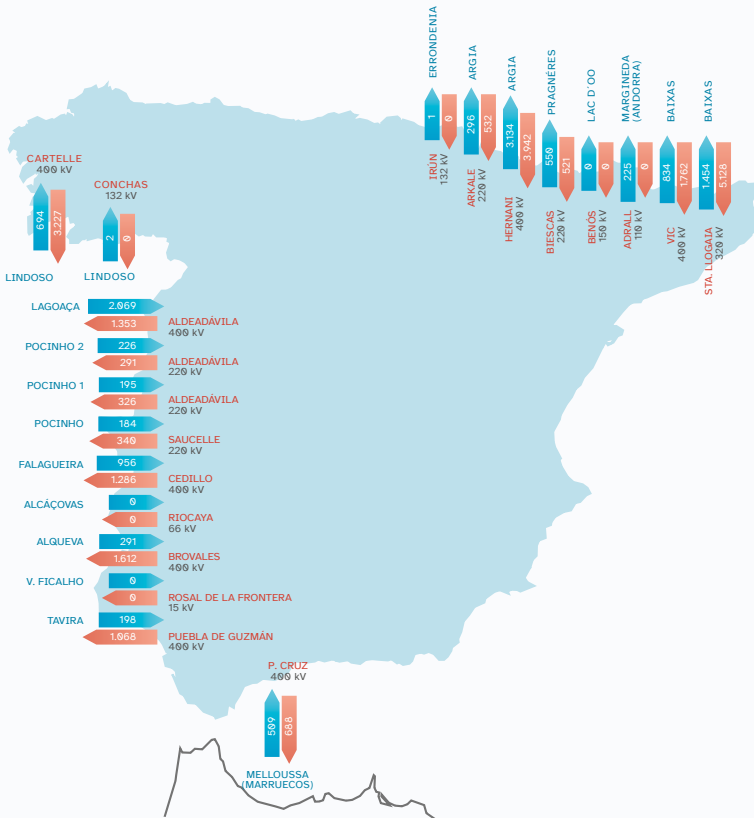 ERRONDENIA
1
0
IRÚN
132 kV
ARGIA
296
532
ARKALE
220 kV
ARGIA
3.134
3.942
HERNANI
400 kV
PRAGNÈRES
550
521
BIESCAS
220 kV
LAC D´OO
0
0
BENÓS
150 kV
MARGINEDA
(ANDORRA)
225
0
ADRALL
110 kV
BAIXAS
834
1.762
VIC
400 kV
BAIXAS
1.454
5.128
STA. LLOGAIA
320 kV
CARTELLE
400 kV
694
3.227
LINDOSO
CONCHAS
132 kV
2
0
LINDOSO
LAGOAÇA
2.069
1.353
ALDEADÁVILA
400 kV
POCINHO 2
226
291
ALDEADÁVILA
220 kV
POCINHO 1
195
326
ALDEADÁVILA
220 kV
POCINHO
184
340
SAUCELLE
220 kV
FALAGUEIRA
956
1.286
CEDILLO
400 kV
ALCÁÇOVAS
0
0
RIOCAYA
66 kV
ALQUEVA
291
1.612
BROVALES
400 kV
V. FICALHO
0
0
ROSAL DE LA FRONTERA
15 kV
TAVIRA
198
1.068
PUEBLA DE GUZMÁN
400 kV
P. CRUZ
400 kV
509
688
MELLOUSSA
(MARRUECOS)